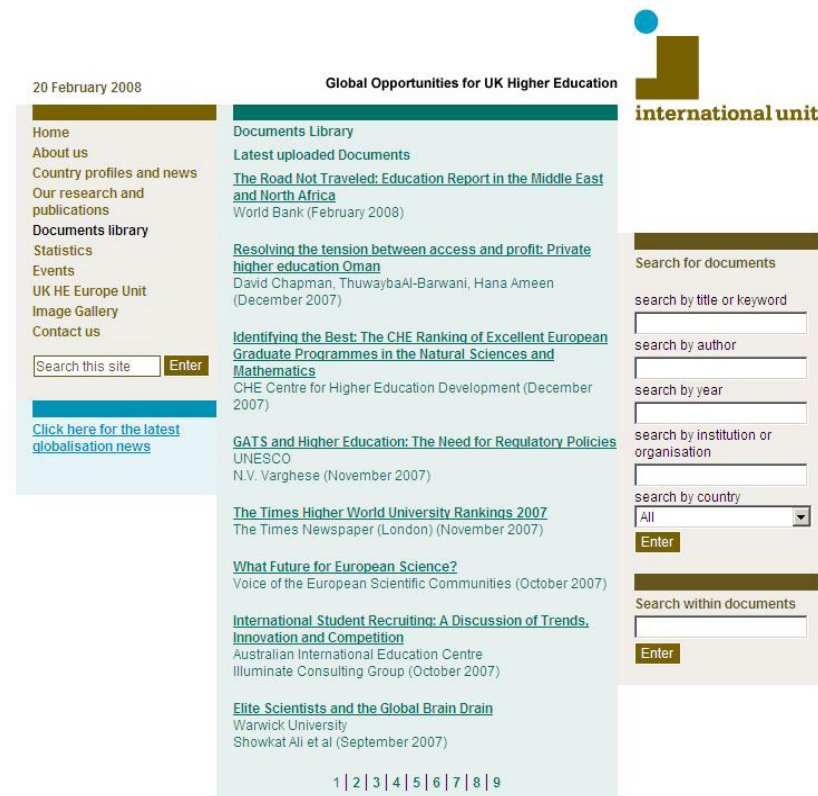 20 February 2008
Global Opportunities for UK Higher Education
international unit
Home
About us
Country profiles and news
Our research and
publications
Documents library
Statistics
Events
UK HE Europe Unit
Image Gallery
Contact us
Search this site Enter
Click here for the latest
globalisation news
Documents Library
Latest uploaded Documents
The Road Not Traveled: Education Report in the Middle East
and North Africa
World Bank (February 2008)
Resolving the tension between access and profit: Private
higher education Oman
David Chapman, ThuwaybaAl-Barwani, Hana Ameen
(December 2007)
Identifying the Best: The CHE Ranking of Excellent European
Graduate Programmes in the Natural Sciences and
Mathematics
CHE Centre for Higher Education Development (December
2007)
GATS and Higher Education: The Need for Regulatory Policies
UNESCO
N.V. Varghese (November 2007)
The Times Higher World University Rankings 2007
The Times Newspaper (London) (November 2007)
What Future for European Science?
Voice of the European Scientific Communities (October 2007)
International Student Recruiting: A Discussion of Trends,
Innovation and Competition
Australian International Education Centre
Illuminate Consulting Group (October 2007)
Elite Scientists and the Global Brain Drain
Warwick University
Showkat Ali et al (September 2007)
1 | 2 | 3 | 4 | 5 | 6 | 7 | 8 | 9
Search for documents
search by title or keyword
search by author
search by year
search by institution or
organisation
search by country
All
Enter
Search within documents
Enter